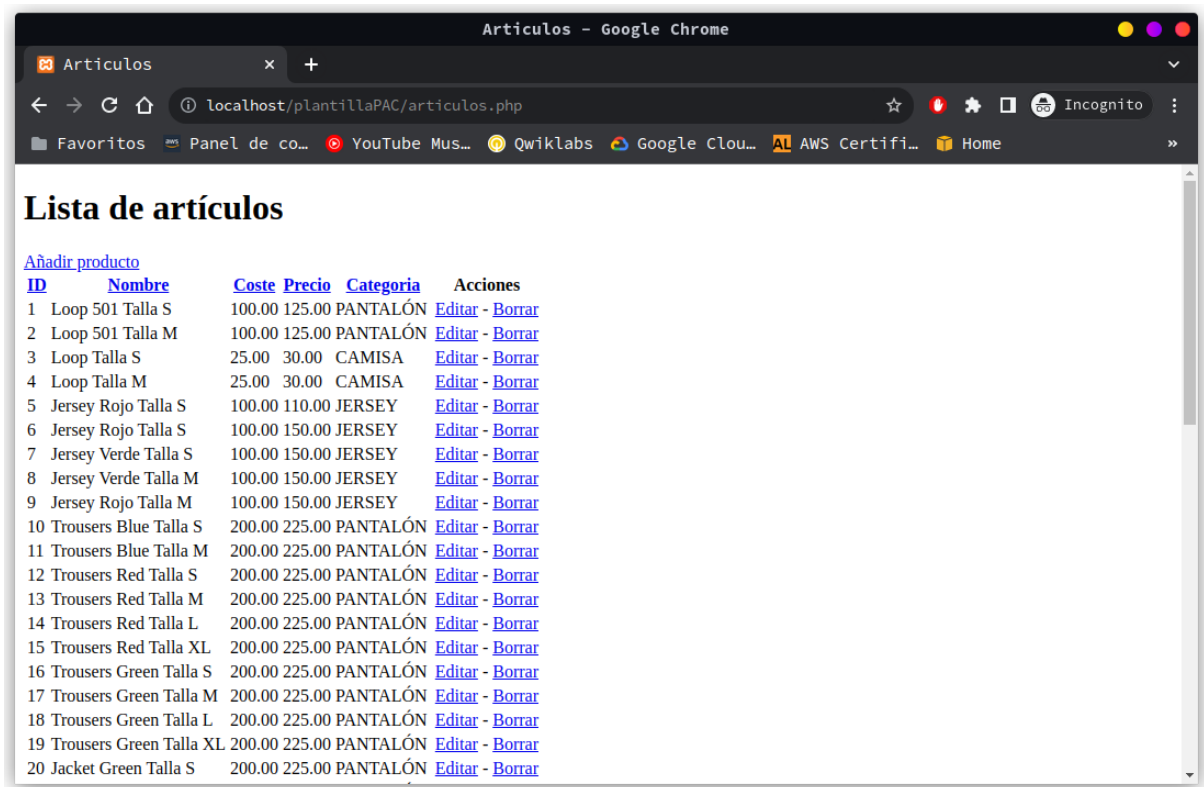 Articulos – Google Chrome
Articulos × +
localhost/plantillaPAC/articulos.php Incognito
Favoritos aws Panel de co… YouTube Mus… Qwiklabs Google Clou… AL AWS Certifi… Home »
Lista de artículos
Añadir producto
ID Nombre Coste Precio Categoria Acciones
1 Loop 501 Talla S 100.00 125.00 PANTALÓN Editar - Borrar
2 Loop 501 Talla M 100.00 125.00 PANTALÓN Editar - Borrar
3 Loop Talla S 25.00 30.00 CAMISA Editar - Borrar
4 Loop Talla M 25.00 30.00 CAMISA Editar - Borrar
5 Jersey Rojo Talla S 100.00 110.00 JERSEY Editar - Borrar
6 Jersey Rojo Talla S 100.00 150.00 JERSEY Editar - Borrar
7 Jersey Verde Talla S 100.00 150.00 JERSEY Editar - Borrar
8 Jersey Verde Talla M 100.00 150.00 JERSEY Editar - Borrar
9 Jersey Rojo Talla M 100.00 150.00 JERSEY Editar - Borrar
10 Trousers Blue Talla S 200.00 225.00 PANTALÓN Editar - Borrar
11 Trousers Blue Talla M 200.00 225.00 PANTALÓN Editar - Borrar
12 Trousers Red Talla S 200.00 225.00 PANTALÓN Editar - Borrar
13 Trousers Red Talla M 200.00 225.00 PANTALÓN Editar - Borrar
14 Trousers Red Talla L 200.00 225.00 PANTALÓN Editar - Borrar
15 Trousers Red Talla XL 200.00 225.00 PANTALÓN Editar - Borrar
16 Trousers Green Talla S 200.00 225.00 PANTALÓN Editar - Borrar
17 Trousers Green Talla M 200.00 225.00 PANTALÓN Editar - Borrar
18 Trousers Green Talla L 200.00 225.00 PANTALÓN Editar - Borrar
19 Trousers Green Talla XL 200.00 225.00 PANTALÓN Editar - Borrar
20 Jacket Green Talla S 200.00 225.00 PANTALÓN Editar - Borrar